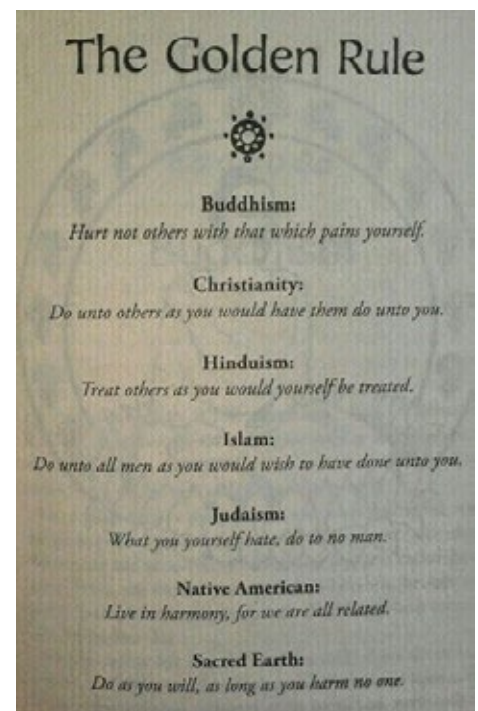 The Golden Rule
Buddhism:
Hurt not others with that which pains yourself.
Christianity:
Do unto others as you would have them do unto you.
Hinduism:
Treat others as you would yourself be treated.
Islam:
Do unto all men as you would wish to have done unto you.
Judaism:
What you yourself hate, do to no man.
Native American:
Live in harmony, for we are all related.
Sacred Earth:
Do as you will, as long as you harm no one.